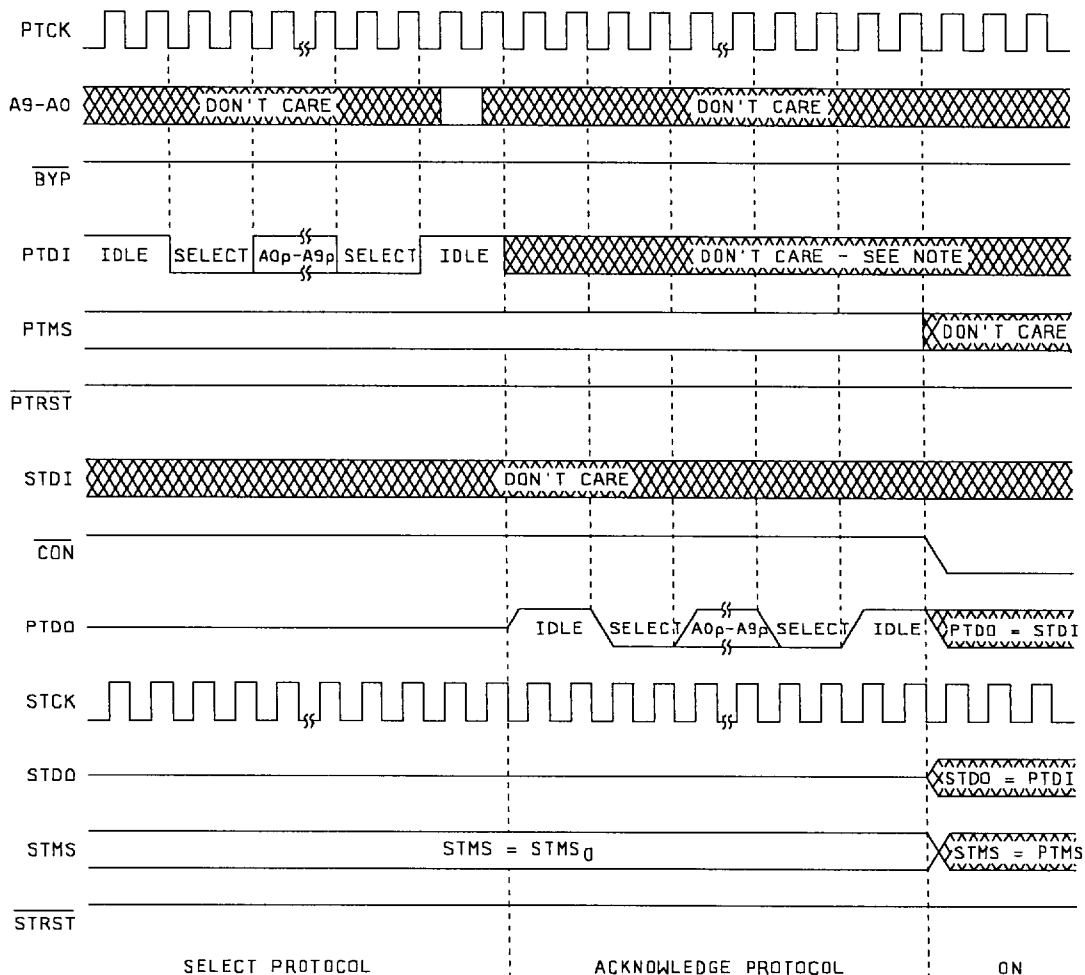 PTCK
A9-A0 DON'T CARE DON'T CARE
BYP
PTDI IDLE SELECT A0p-A9p SELECT IDLE DON'T CARE - SEE NOTE
PTMS DON'T CARE
PTRST
STDI DON'T CARE
CON
PTDO IDLE SELECT A0p-A9p SELECT IDLE PTDO = STDI
STCK
STDO STDO = PTDI
STMS STMS = STMS0 STMS = PTMS
STRST
SELECT PROTOCOL ACKNOWLEDGE PROTOCOL ON